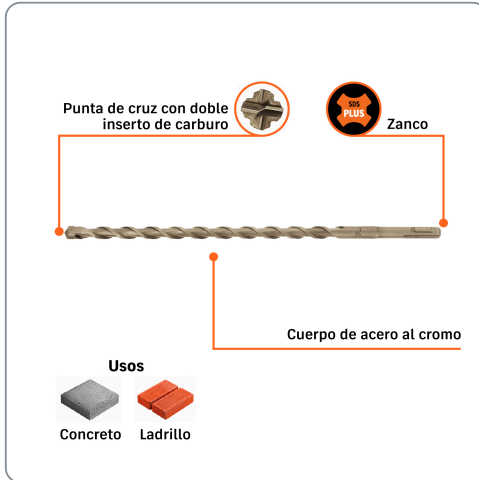 Punta de cruz con doble
inserto de carburo
SDS
PLUS
Zanco
Cuerpo de acero al cromo
Usos
Concreto
Ladrillo